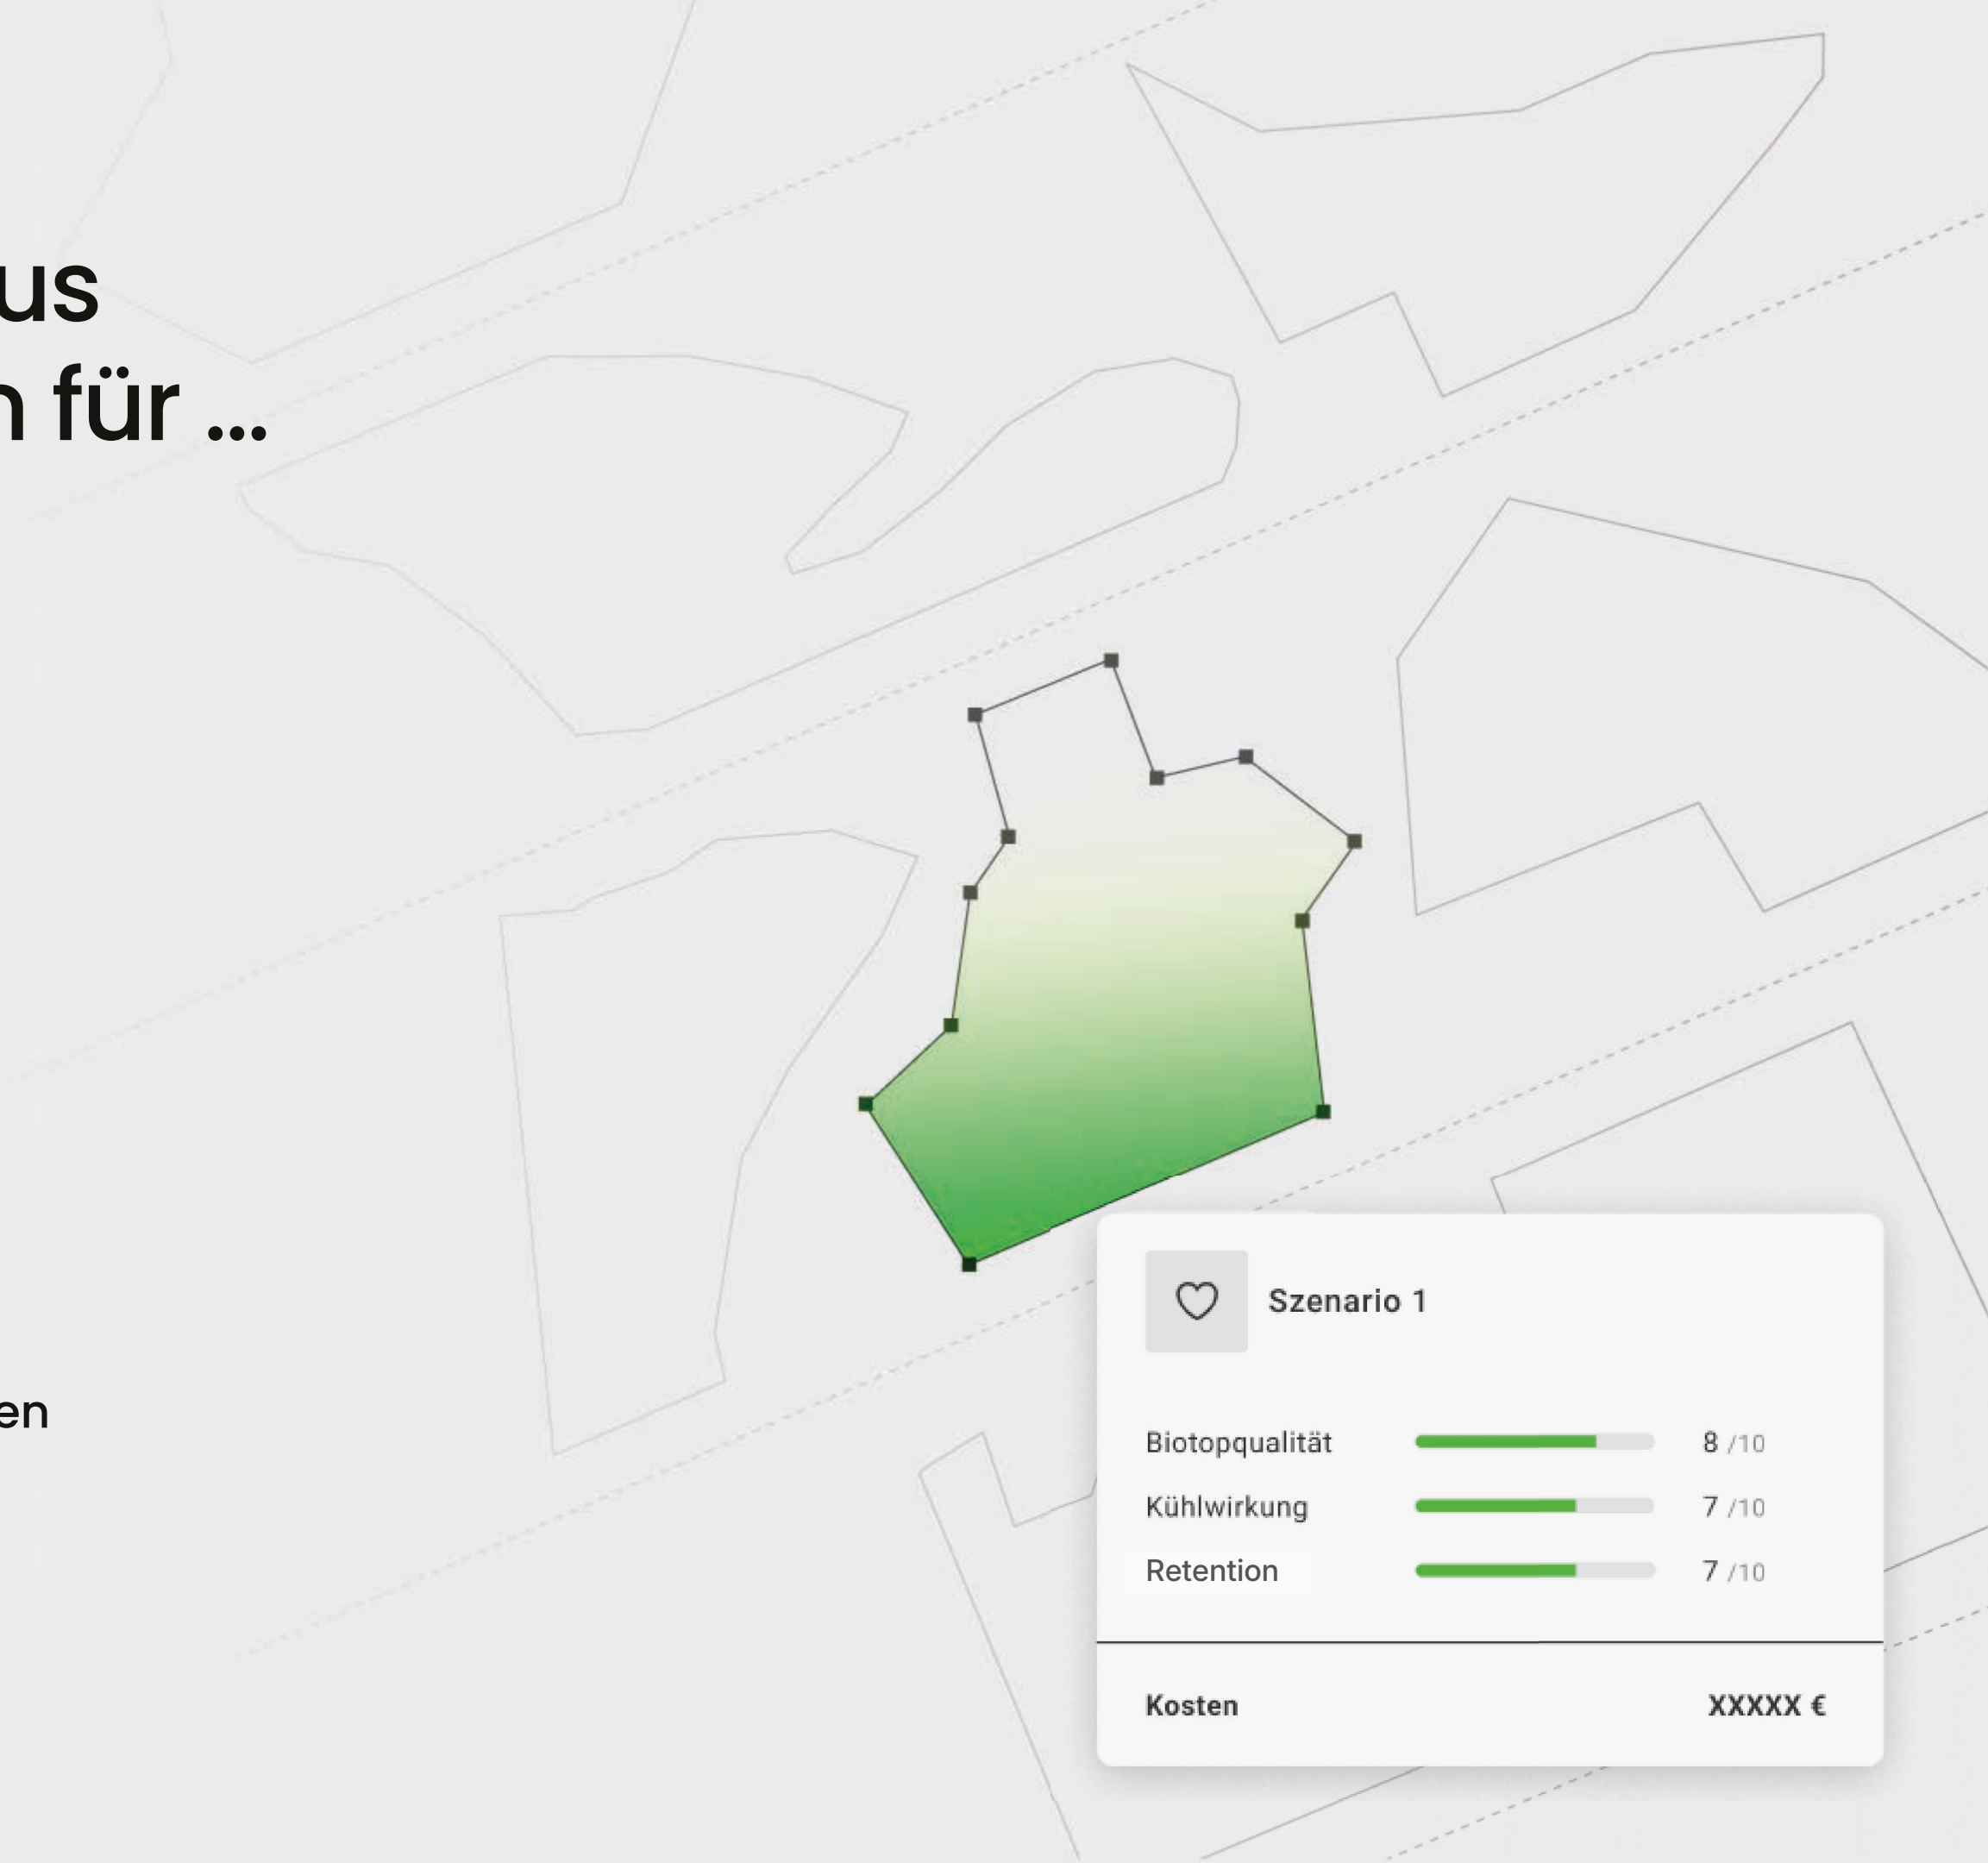 us
n für ...
en
Szenario 1
Biotopqualität 8 /10
Kühlwirkung 7 /10
Retention 7 /10
Kosten XXXXX €